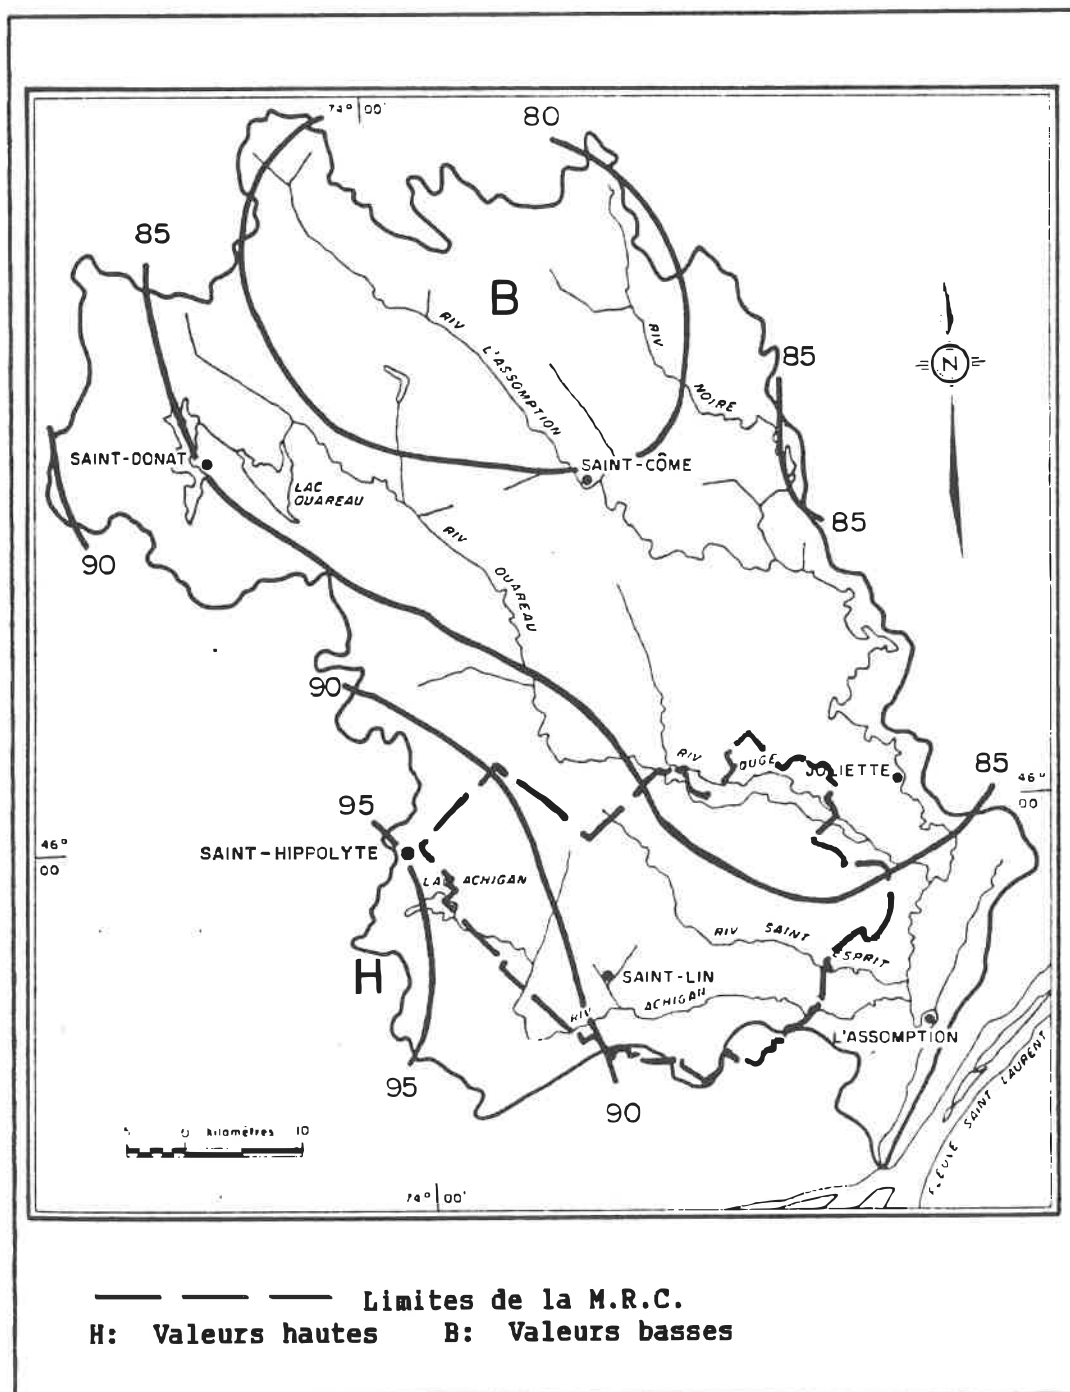 74° 00'
80
85
B
RIV L'ASSOMPTION
RIV NOIRE
85
N
SAINT-DONAT
SAINT-CÔME
LAC OUAREAU
85
90
RIV OUAREAU
90
RIV OUGE
JOLIETTE
85
46° 00
95
46° 00
SAINT-HIPPOLYTE
LAC ACHIGAN
RIV SAINT ESPRIT
H
SAINT-LIN
RIV ACHIGAN
L'ASSOMPTION
95
90
FLEUVE SAINT LAURENT
5 0 kilomètres 10
74° 00'
Limites de la M.R.C.
H: Valeurs hautes B: Valeurs basses